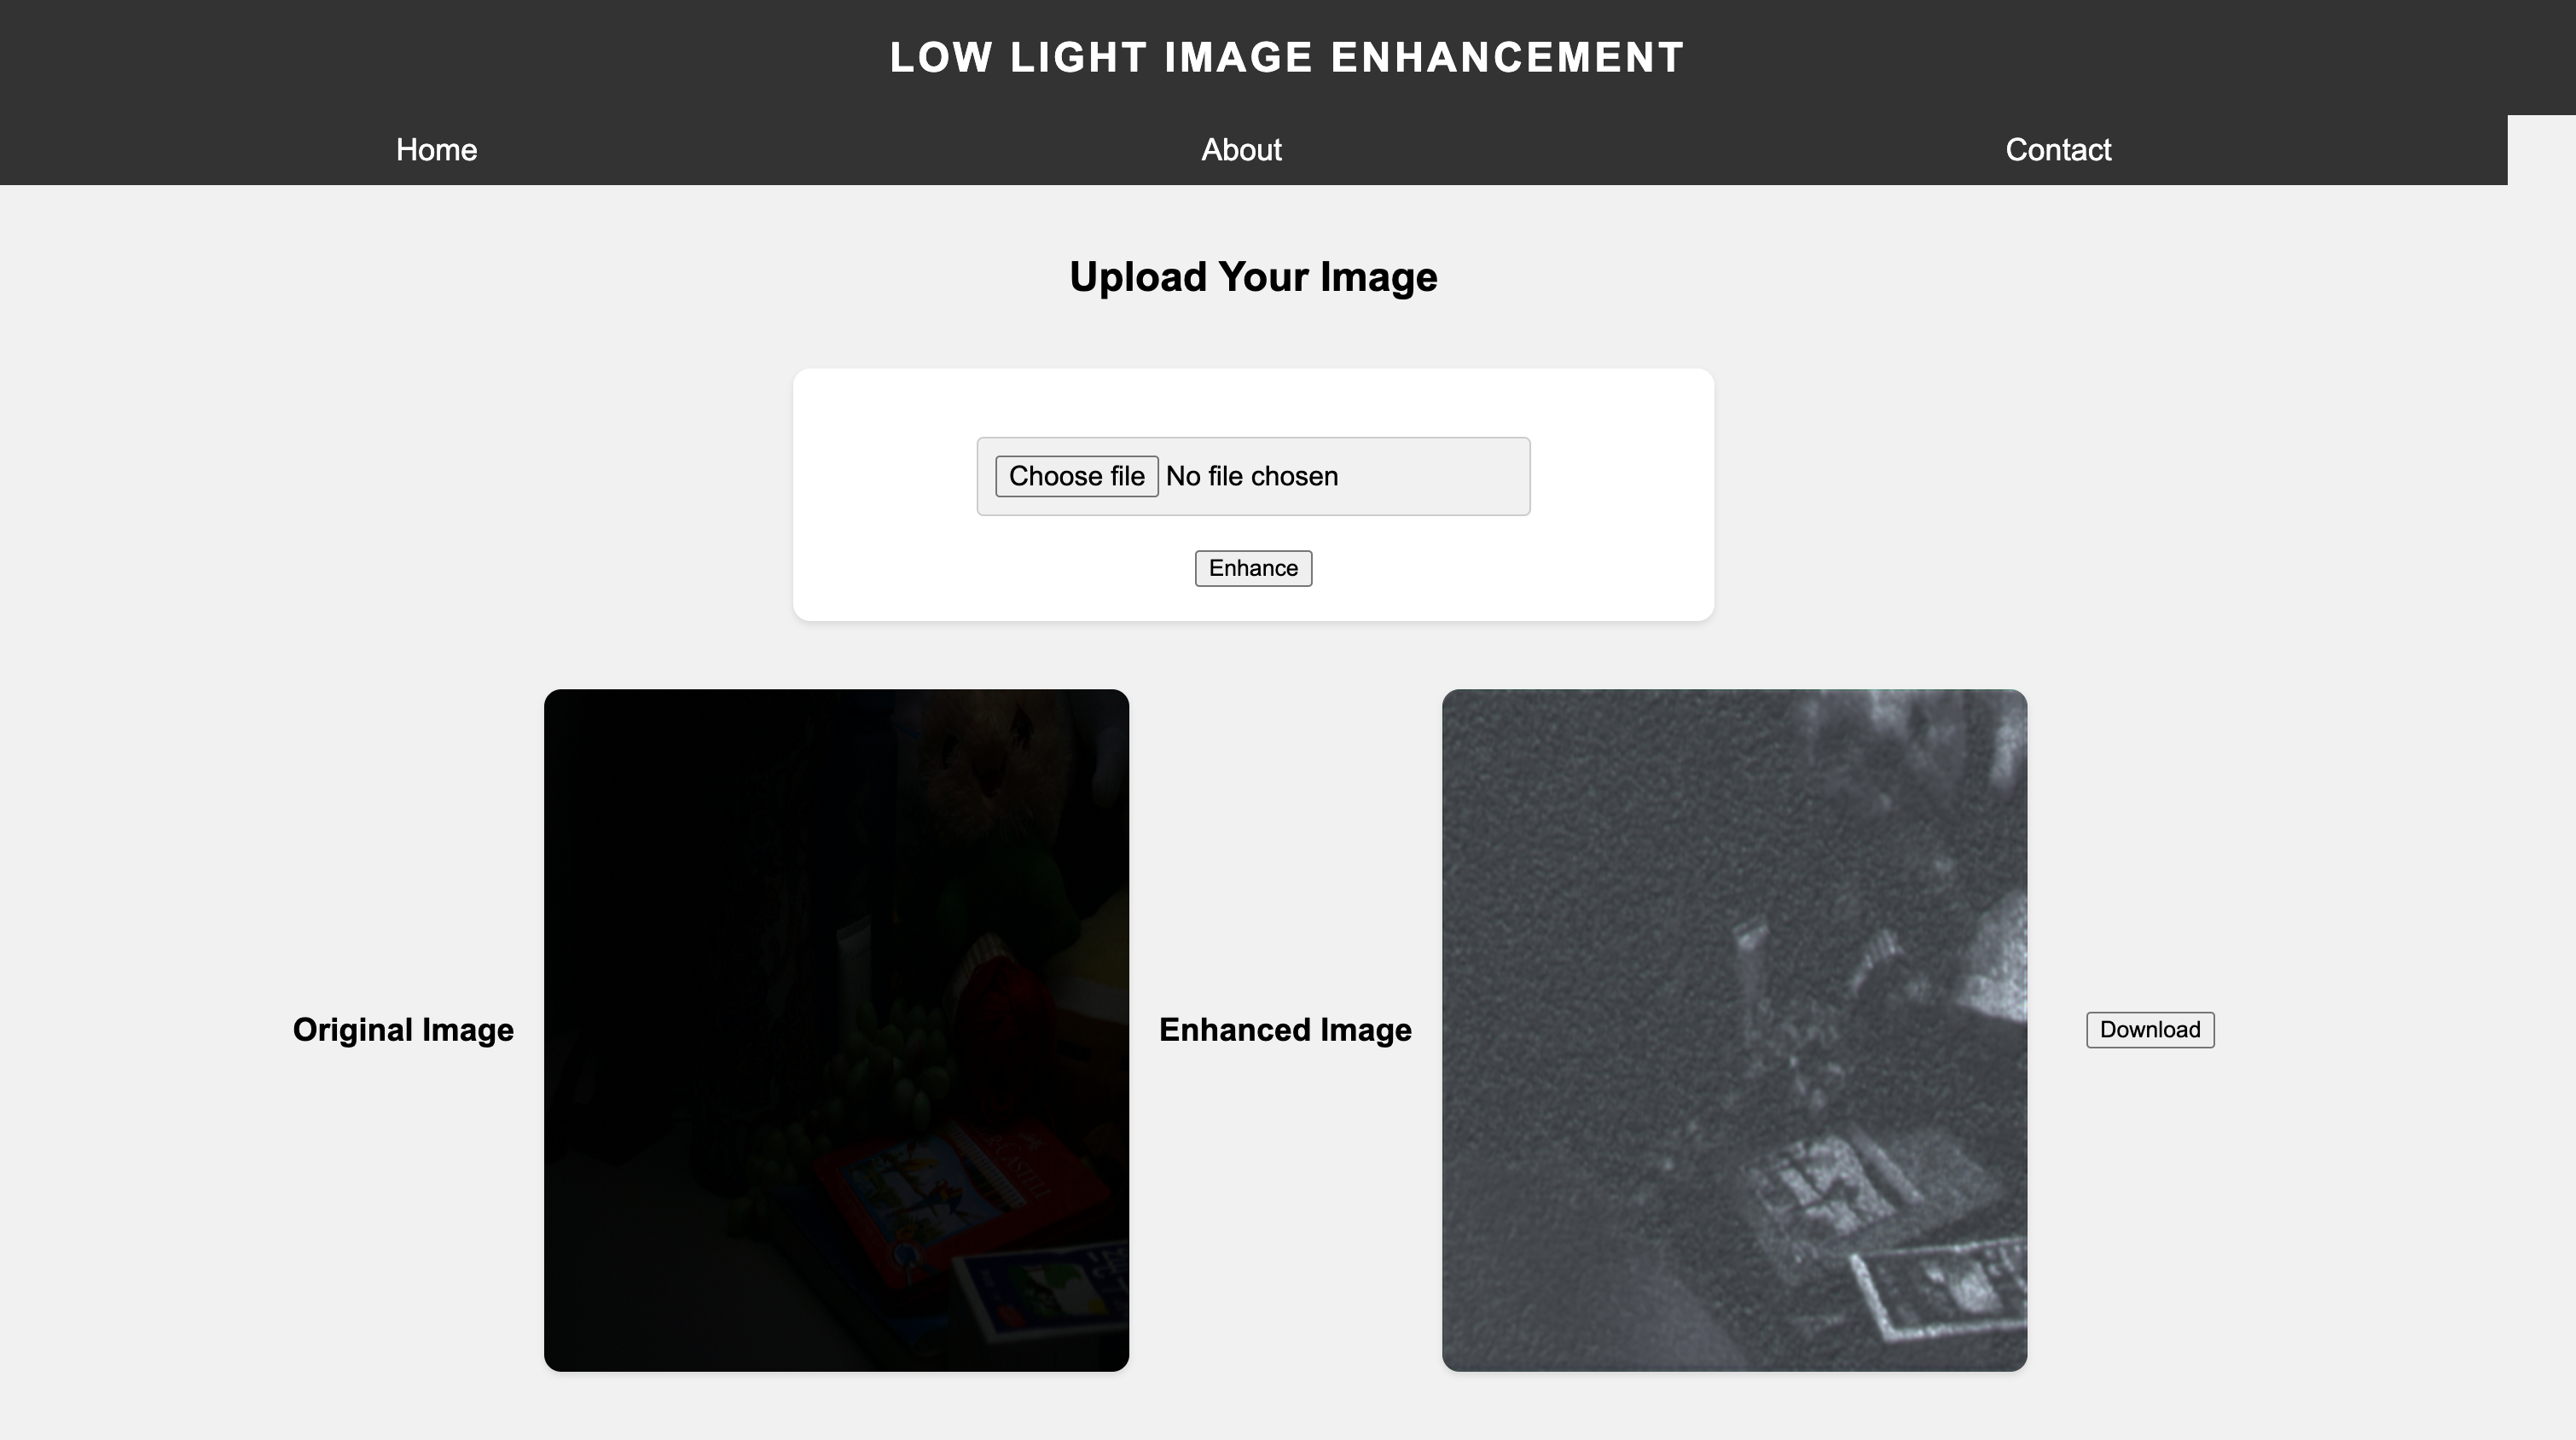 LOW LIGHT IMAGE ENHANCEMENT
Home About Contact
Upload Your Image
Choose file No file chosen
Enhance
Original Image
Enhanced Image
Download